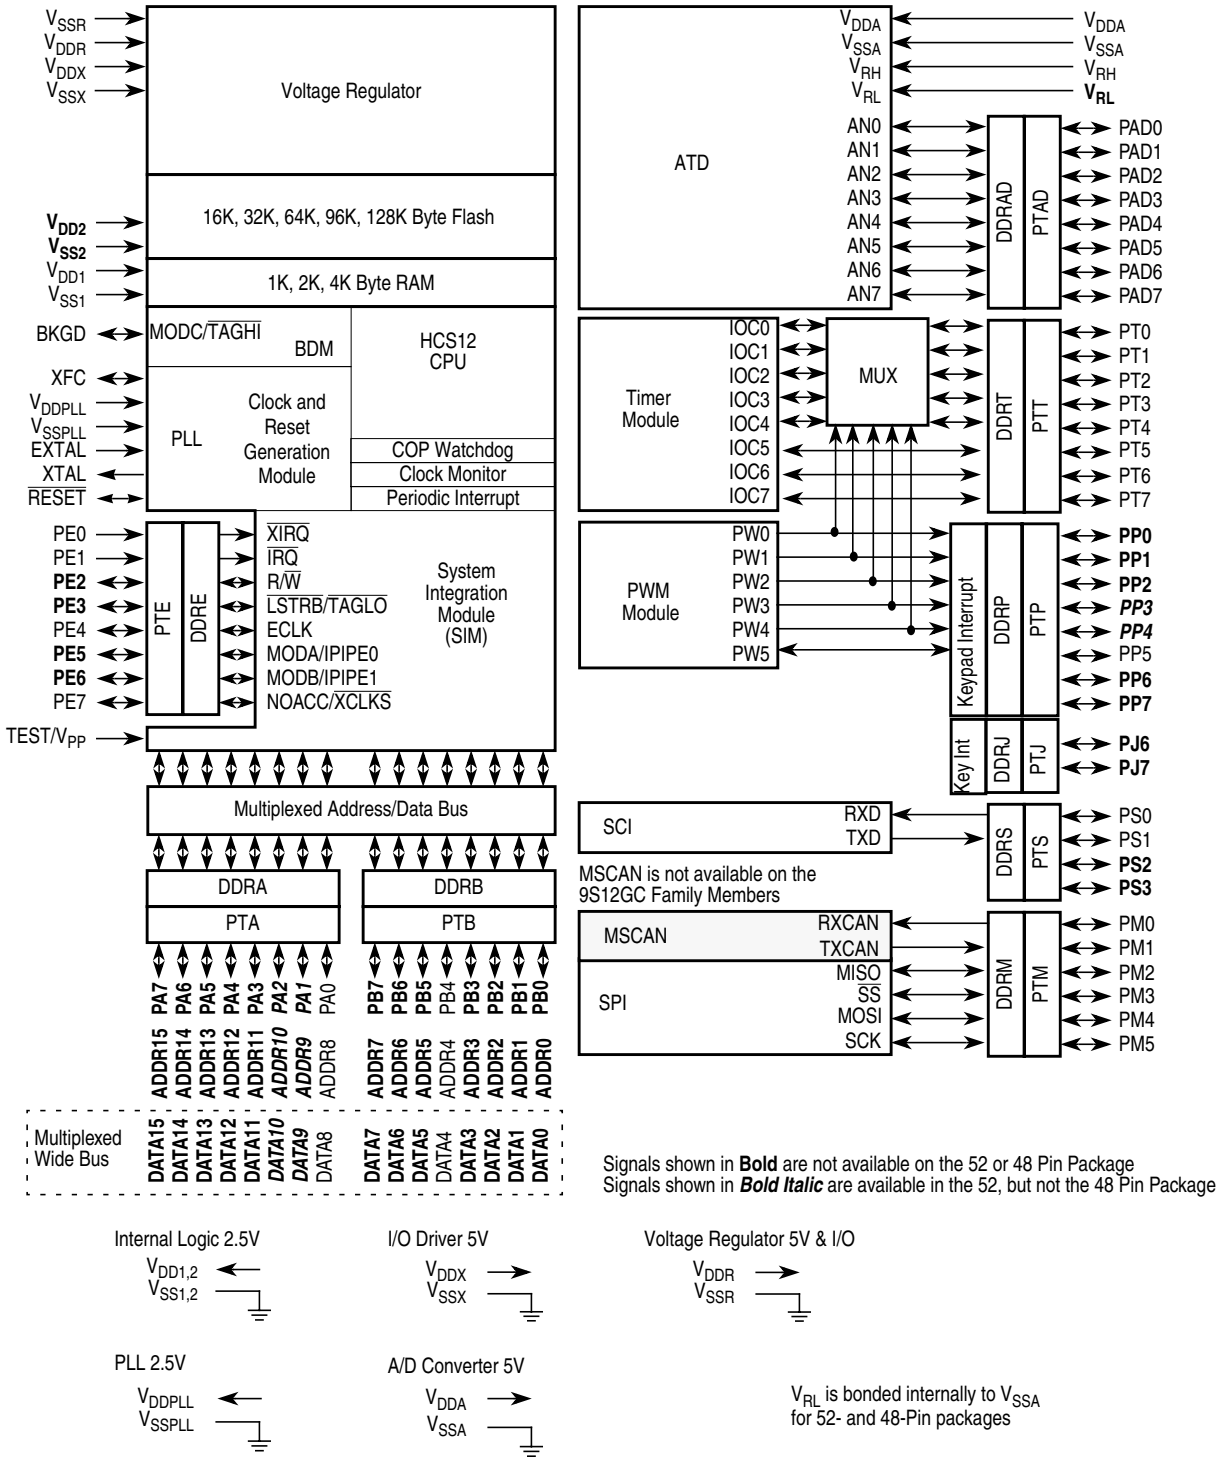 VSSR
VDDR
VDDX
VSSX
Voltage Regulator
16K, 32K, 64K, 96K, 128K Byte Flash
VDD2
VSS2
VDD1
VSS1
1K, 2K, 4K Byte RAM
BKGD
MODC/TAGHI
BDM
HCS12
CPU
XFC
VDDPLL
VSSPLL
EXTAL
XTAL
RESET
PLL
Clock and
Reset
Generation
Module
COP Watchdog
Clock Monitor
Periodic Interrupt
PE0
PE1
PE2
PE3
PE4
PE5
PE6
PE7
PTE
DDRE
XIRQ
IRQ
R/W
LSTRB/TAGLO
ECLK
MODA/IPIPE0
MODB/IPIPE1
NOACC/XCLKS
System
Integration
Module
(SIM)
TEST/VPP
Multiplexed Address/Data Bus
DDRA
DDRB
PTA
PTB
PA7
PA6
PA5
PA4
PA3
PA2
PA1
PA0
PB7
PB6
PB5
PB4
PB3
PB2
PB1
PB0
ADDR15
ADDR14
ADDR13
ADDR12
ADDR11
ADDR10
ADDR9
ADDR8
ADDR7
ADDR6
ADDR5
ADDR4
ADDR3
ADDR2
ADDR1
ADDR0
Multiplexed
Wide Bus
DATA15
DATA14
DATA13
DATA12
DATA11
DATA10
DATA9
DATA8
DATA7
DATA6
DATA5
DATA4
DATA3
DATA2
DATA1
DATA0
ATD
VDDA
VSSA
VRH
VRL
AN0
AN1
AN2
AN3
AN4
AN5
AN6
AN7
DDRAD
PTAD
VDDA
VSSA
VRH
VRL
PAD0
PAD1
PAD2
PAD3
PAD4
PAD5
PAD6
PAD7
Timer
Module
IOC0
IOC1
IOC2
IOC3
IOC4
IOC5
IOC6
IOC7
MUX
DDRT
PTT
PT0
PT1
PT2
PT3
PT4
PT5
PT6
PT7
PWM
Module
PW0
PW1
PW2
PW3
PW4
PW5
Keypad Interrupt
DDRP
PTP
PP0
PP1
PP2
PP3
PP4
PP5
PP6
PP7
Key Int
DDRJ
PTJ
PJ6
PJ7
SCI
RXD
TXD
DDRS
PTS
PS0
PS1
PS2
PS3
MSCAN is not available on the
9S12GC Family Members
MSCAN
RXCAN
TXCAN
SPI
MISO
SS
MOSI
SCK
DDRM
PTM
PM0
PM1
PM2
PM3
PM4
PM5
Signals shown in Bold are not available on the 52 or 48 Pin Package
Signals shown in Bold Italic are available in the 52, but not the 48 Pin Package
Internal Logic 2.5V
VDD1,2
VSS1,2
I/O Driver 5V
VDDX
VSSX
Voltage Regulator 5V & I/O
VDDR
VSSR
PLL 2.5V
VDDPLL
VSSPLL
A/D Converter 5V
VDDA
VSSA
VRL is bonded internally to VSSA
for 52- and 48-Pin packages